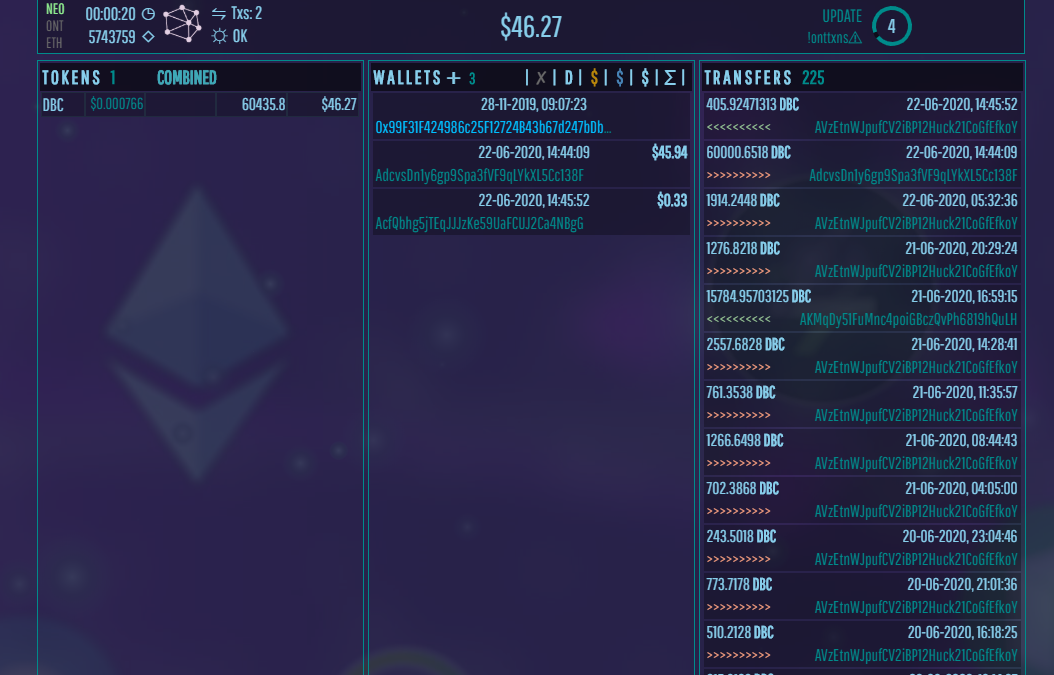 NEO
ONT
ETH
00:00:20
5743759
Txs: 2
OK
$46.27
UPDATE
!onttxns⚠
4
TOKENS 1 COMBINED
DBC $0.000766 60435.8 $46.27
WALLETS + 3 | X | D | $ | $ | $ | Σ |
28-11-2019, 09:07:23
0x99F31F424986c25F12724B43b67d247bDb...
22-06-2020, 14:44:09 $45.94
AdcvsDn1y6gp9Spa3fVF9qLYkXL5Cc138F
22-06-2020, 14:45:52 $0.33
AcfQbhg5jTEqJJJzKe59UaFCUJ2Ca4NBgG
TRANSFERS 225
405.92471313 DBC 22-06-2020, 14:45:52
<<<<<<<<<< AVzEtnWJpufCV2iBP12Huck21CoGfEfkoY
60000.6518 DBC 22-06-2020, 14:44:09
>>>>>>>>>> AdcvsDn1y6gp9Spa3fVF9qLYkXL5Cc138F
1914.2448 DBC 22-06-2020, 05:32:36
>>>>>>>>>> AVzEtnWJpufCV2iBP12Huck21CoGfEfkoY
1276.8218 DBC 21-06-2020, 20:29:24
>>>>>>>>>> AVzEtnWJpufCV2iBP12Huck21CoGfEfkoY
15784.95703125 DBC 21-06-2020, 16:59:15
<<<<<<<<<< AKMqDy51FuMnc4poiGBczQvPh6819hQuLH
2557.6828 DBC 21-06-2020, 14:28:41
>>>>>>>>>> AVzEtnWJpufCV2iBP12Huck21CoGfEfkoY
761.3538 DBC 21-06-2020, 11:35:57
>>>>>>>>>> AVzEtnWJpufCV2iBP12Huck21CoGfEfkoY
1266.6498 DBC 21-06-2020, 08:44:43
>>>>>>>>>> AVzEtnWJpufCV2iBP12Huck21CoGfEfkoY
702.3868 DBC 21-06-2020, 04:05:00
>>>>>>>>>> AVzEtnWJpufCV2iBP12Huck21CoGfEfkoY
243.5018 DBC 20-06-2020, 23:04:46
>>>>>>>>>> AVzEtnWJpufCV2iBP12Huck21CoGfEfkoY
773.7178 DBC 20-06-2020, 21:01:36
>>>>>>>>>> AVzEtnWJpufCV2iBP12Huck21CoGfEfkoY
510.2128 DBC 20-06-2020, 16:18:25
>>>>>>>>>> AVzEtnWJpufCV2iBP12Huck21CoGfEfkoY